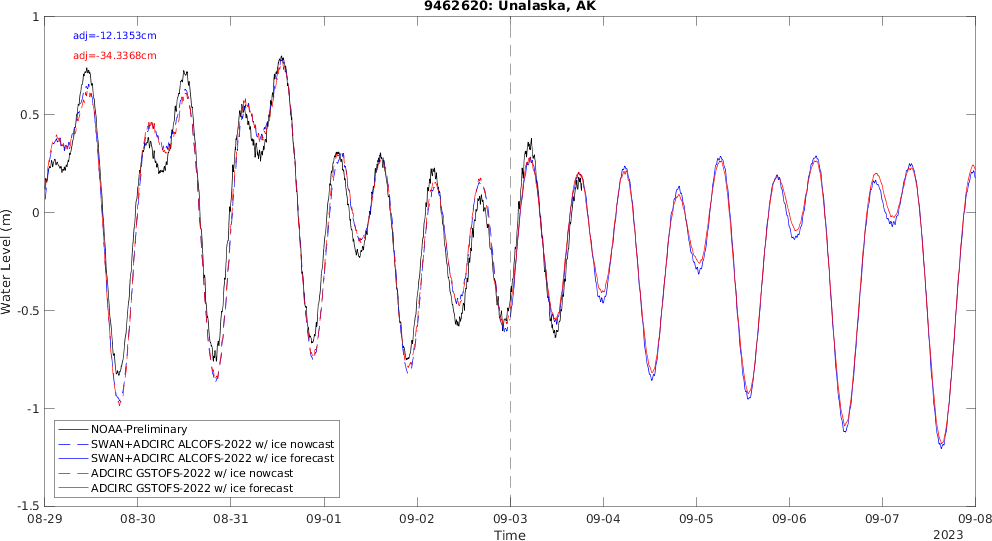 9462620: Unalaska, AK
adj=-12.1353cm
adj=-34.3368cm
1
0.5
0
-0.5
-1
-1.5
Water Level (m)
NOAA-Preliminary
SWAN+ADCIRC ALCOFS-2022 w/ ice nowcast
SWAN+ADCIRC ALCOFS-2022 w/ ice forecast
ADCIRC GSTOFS-2022 w/ ice nowcast
ADCIRC GSTOFS-2022 w/ ice forecast
08-29 08-30 08-31 09-01 09-02 09-03 09-04 09-05 09-06 09-07 09-08
Time
2023